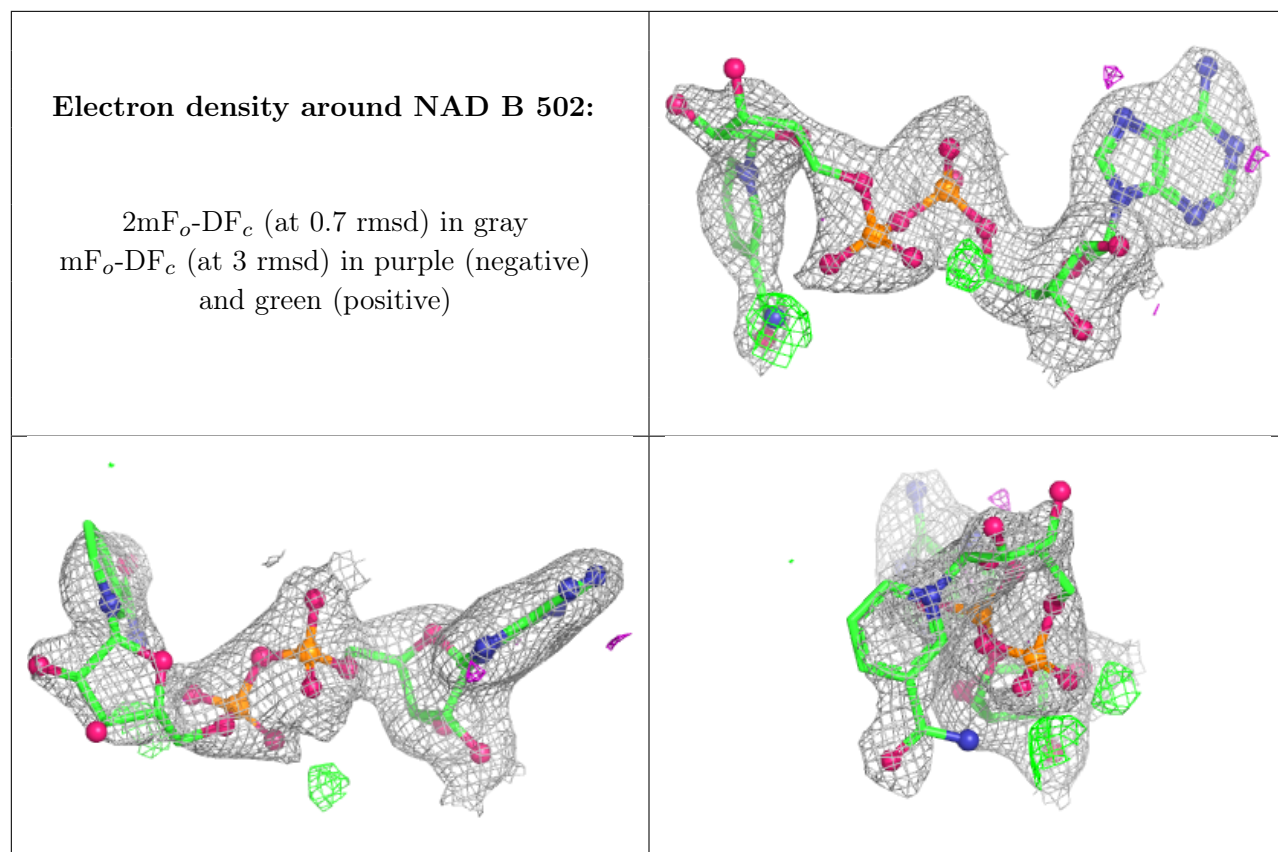 Electron density around NAD B 502:
2mFₒ-DF𝒸 (at 0.7 rmsd) in gray
mFₒ-DF𝒸 (at 3 rmsd) in purple (negative)
and green (positive)